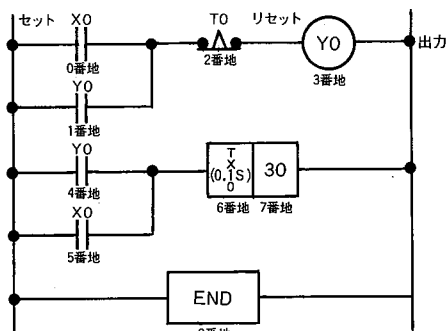 セット X0 T0 リセット
Y0 出力
0番地 2番地 3番地
Y0
1番地
Y0
T
X
(0.1S)
0
30
4番地
6番地 7番地
X0
5番地
END